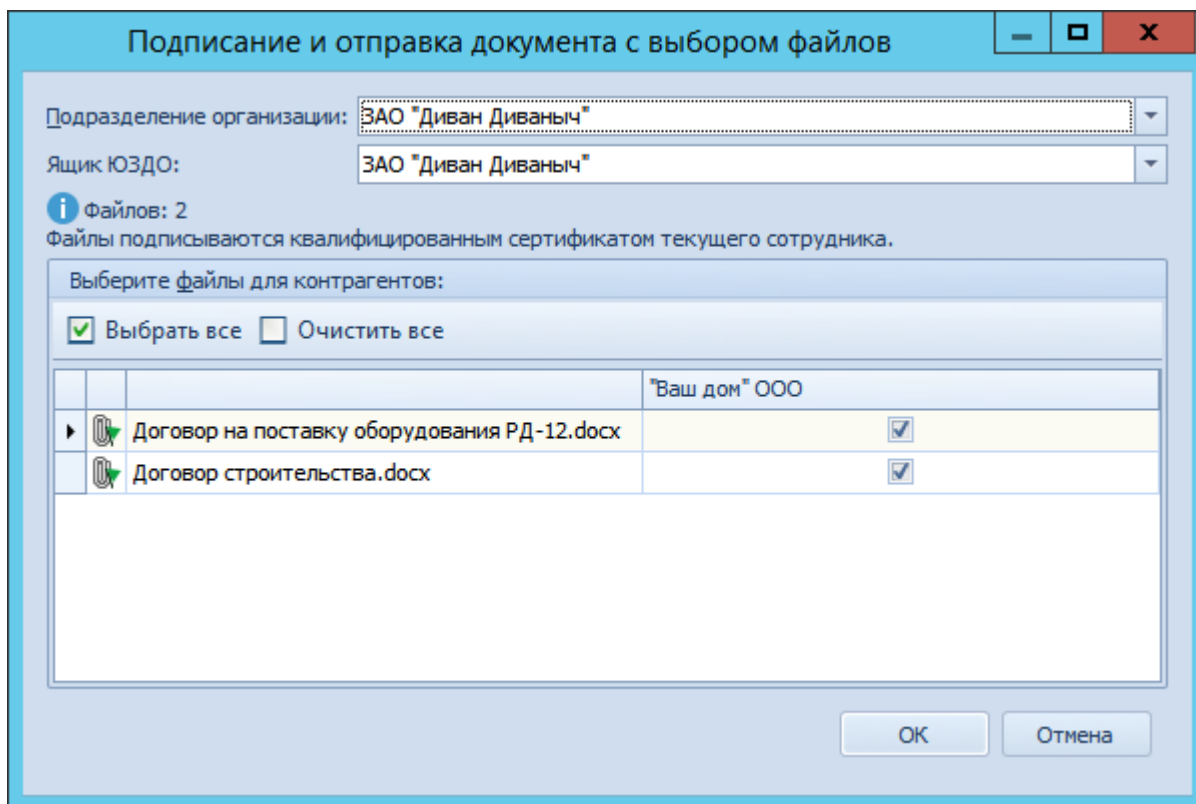 Подписание и отправка документа с выбором файлов
Подразделение организации: ЗАО "Диван Диваныч"
Ящик ЮЗДО: ЗАО "Диван Диваныч"
Файлов: 2
Файлы подписываются квалифицированным сертификатом текущего сотрудника.
Выберите файлы для контрагентов:
Выбрать все Очистить все
"Ваш дом" ООО
Договор на поставку оборудования РД-12.docx
Договор строительства.docx
ОК Отмена